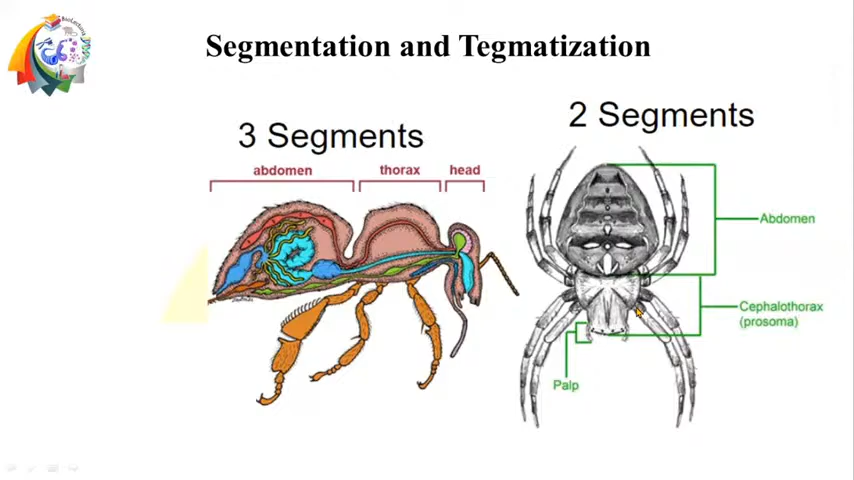 Segmentation and Tegmatization
3 Segments
abdomen thorax head
2 Segments
Abdomen
Cephalothorax
(prosoma)
Palp